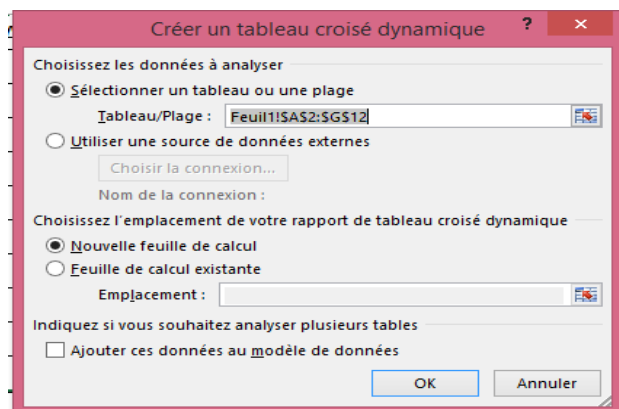 Créer un tableau croisé dynamique ? ×
Choisissez les données à analyser
Sélectionner un tableau ou une plage
Tableau/Plage : Feuil1!$A$2:$G$12
Utiliser une source de données externes
Choisir la connexion...
Nom de la connexion :
Choisissez l'emplacement de votre rapport de tableau croisé dynamique
Nouvelle feuille de calcul
Feuille de calcul existante
Emplacement :
Indiquez si vous souhaitez analyser plusieurs tables
Ajouter ces données au modèle de données
OK Annuler